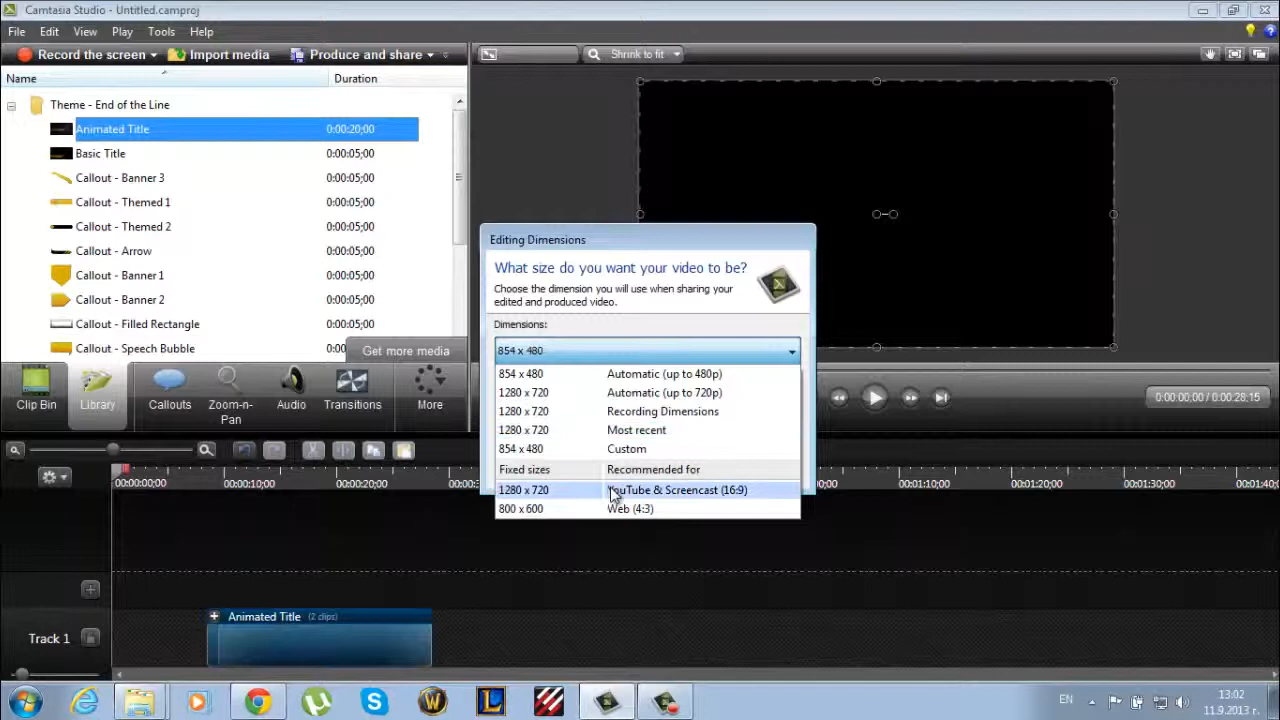 Camtasia Studio - Untitled.camproj
File Edit View Play Tools Help
Record the screen Import media Produce and share
Shrink to fit
Name Duration
Theme - End of the Line
Animated Title 0:00:20;00
Basic Title 0:00:05;00
Callout - Banner 3 0:00:05;00
Callout - Themed 1 0:00:05;00
Callout - Themed 2 0:00:05;00
Callout - Arrow 0:00:05;00
Callout - Banner 1 0:00:05;00
Callout - Banner 2 0:00:05;00
Callout - Filled Rectangle 0:00:05;00
Callout - Speech Bubble 0:00:05;00
Get more media
Editing Dimensions
What size do you want your video to be?
Choose the dimension you will use when sharing your
edited and produced video.
Dimensions:
854 x 480
854 x 480 Automatic (up to 480p)
1280 x 720 Automatic (up to 720p)
1280 x 720 Recording Dimensions
1280 x 720 Most recent
854 x 480 Custom
Fixed sizes Recommended for
1280 x 720 YouTube & Screencast (16:9)
800 x 600 Web (4:3)
Clip Bin Library Callouts Zoom-n-
Pan Audio Transitions More
0:00:00;00 / 0:00:28;15
00:00:00;00 0:00:10;00 0:00:20;00 0:01:10;00 0:01:20;00 0:01:30;00
Animated Title (2 clips)
Track 1
EN
13:02
11.9.2013 г.